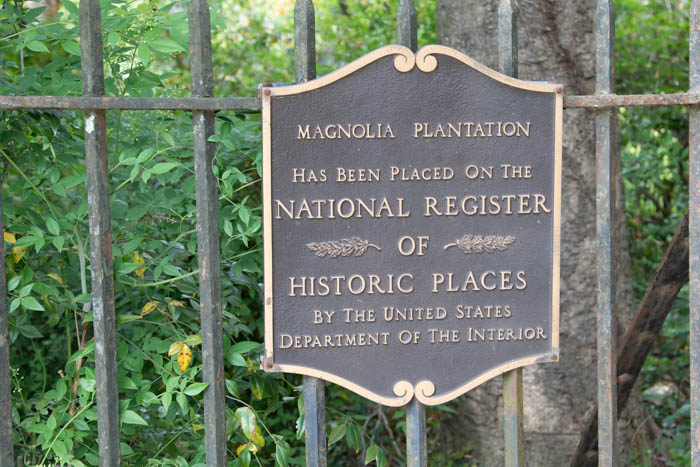 MAGNOLIA PLANTATION
HAS BEEN PLACED ON THE
NATIONAL REGISTER
OF
HISTORIC PLACES
BY THE UNITED STATES
DEPARTMENT OF THE INTERIOR